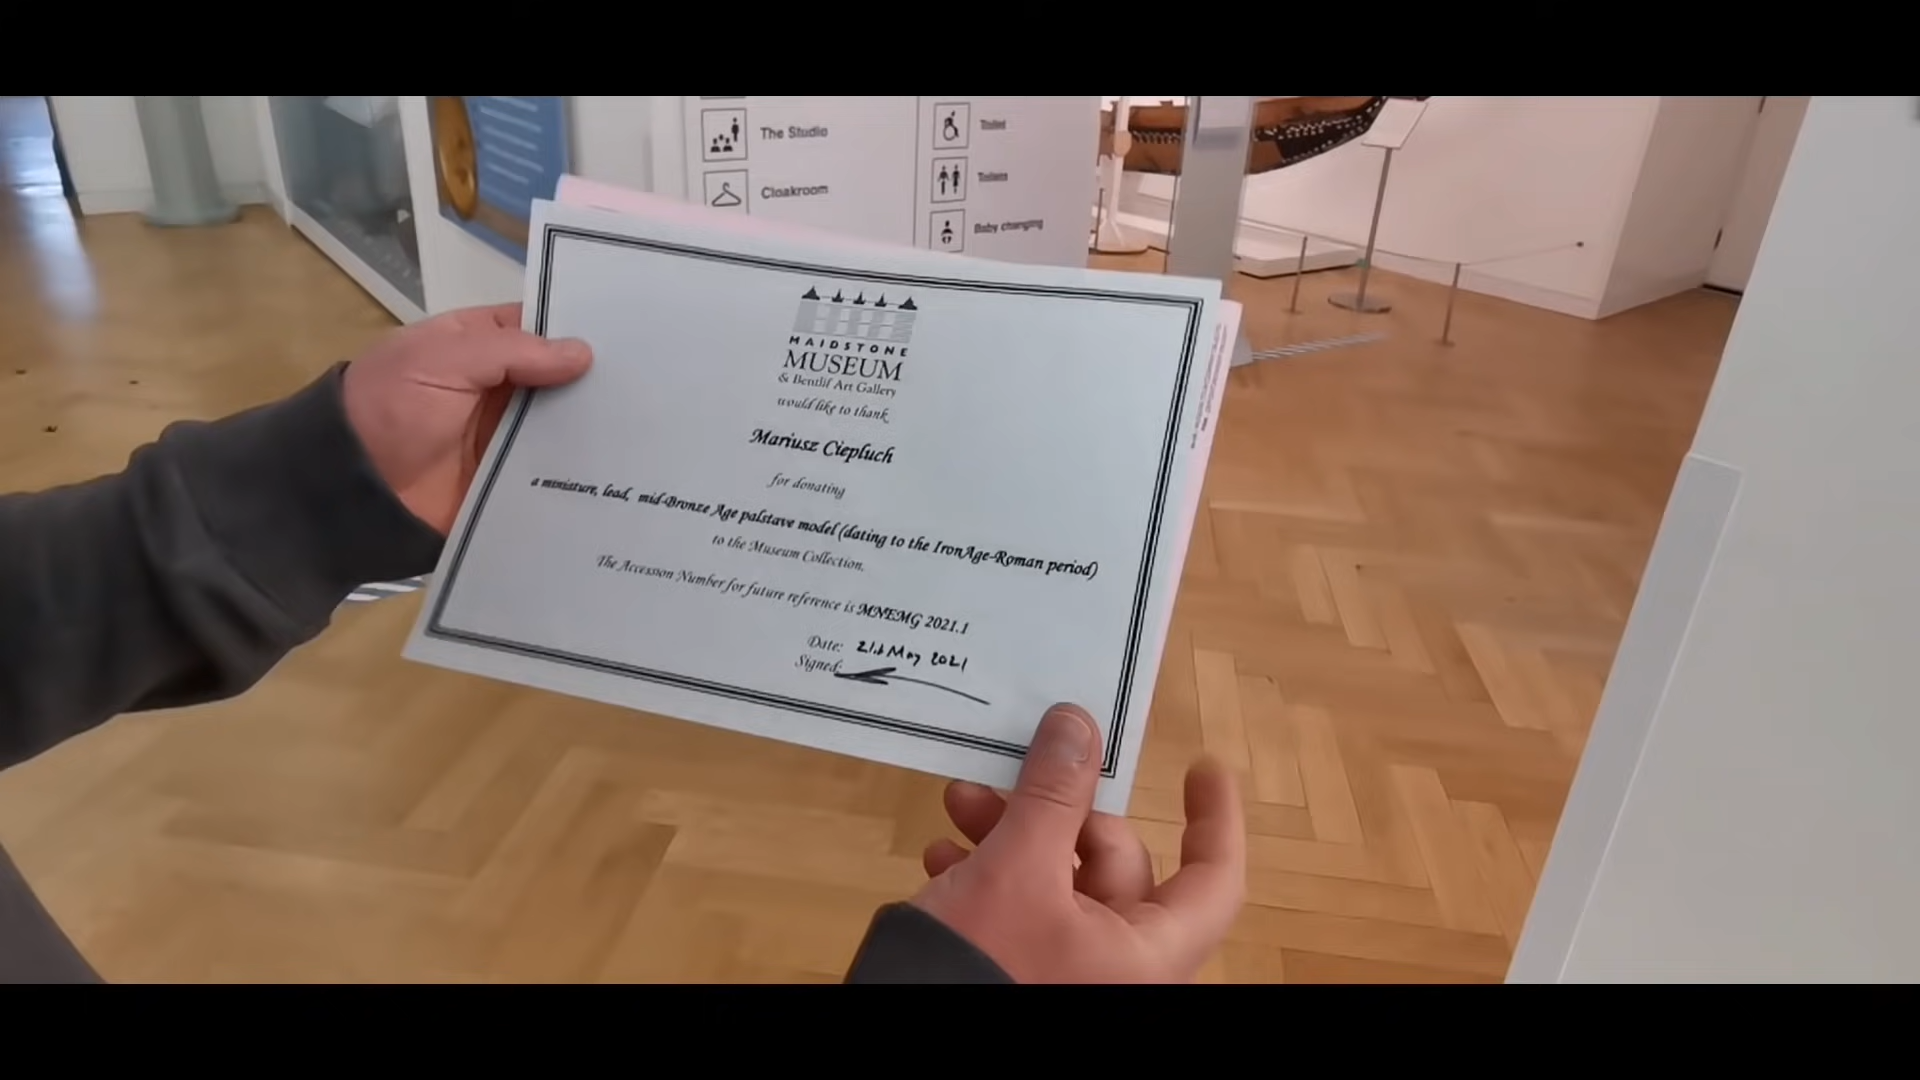 The Studio
Cloakroom
Toilet
Toilets
Baby changing
MAIDSTONE
MUSEUM
& Bentlif Art Gallery
would like to thank
Mariusz Ciepluch
for donating
a miniature, lead, mid-Bronze Age palstave model (dating to the IronAge-Roman period)
to the Museum Collection.
The Accession Number for future reference is MNEMG 2021.1
Date: 21st May 2021
Signed: